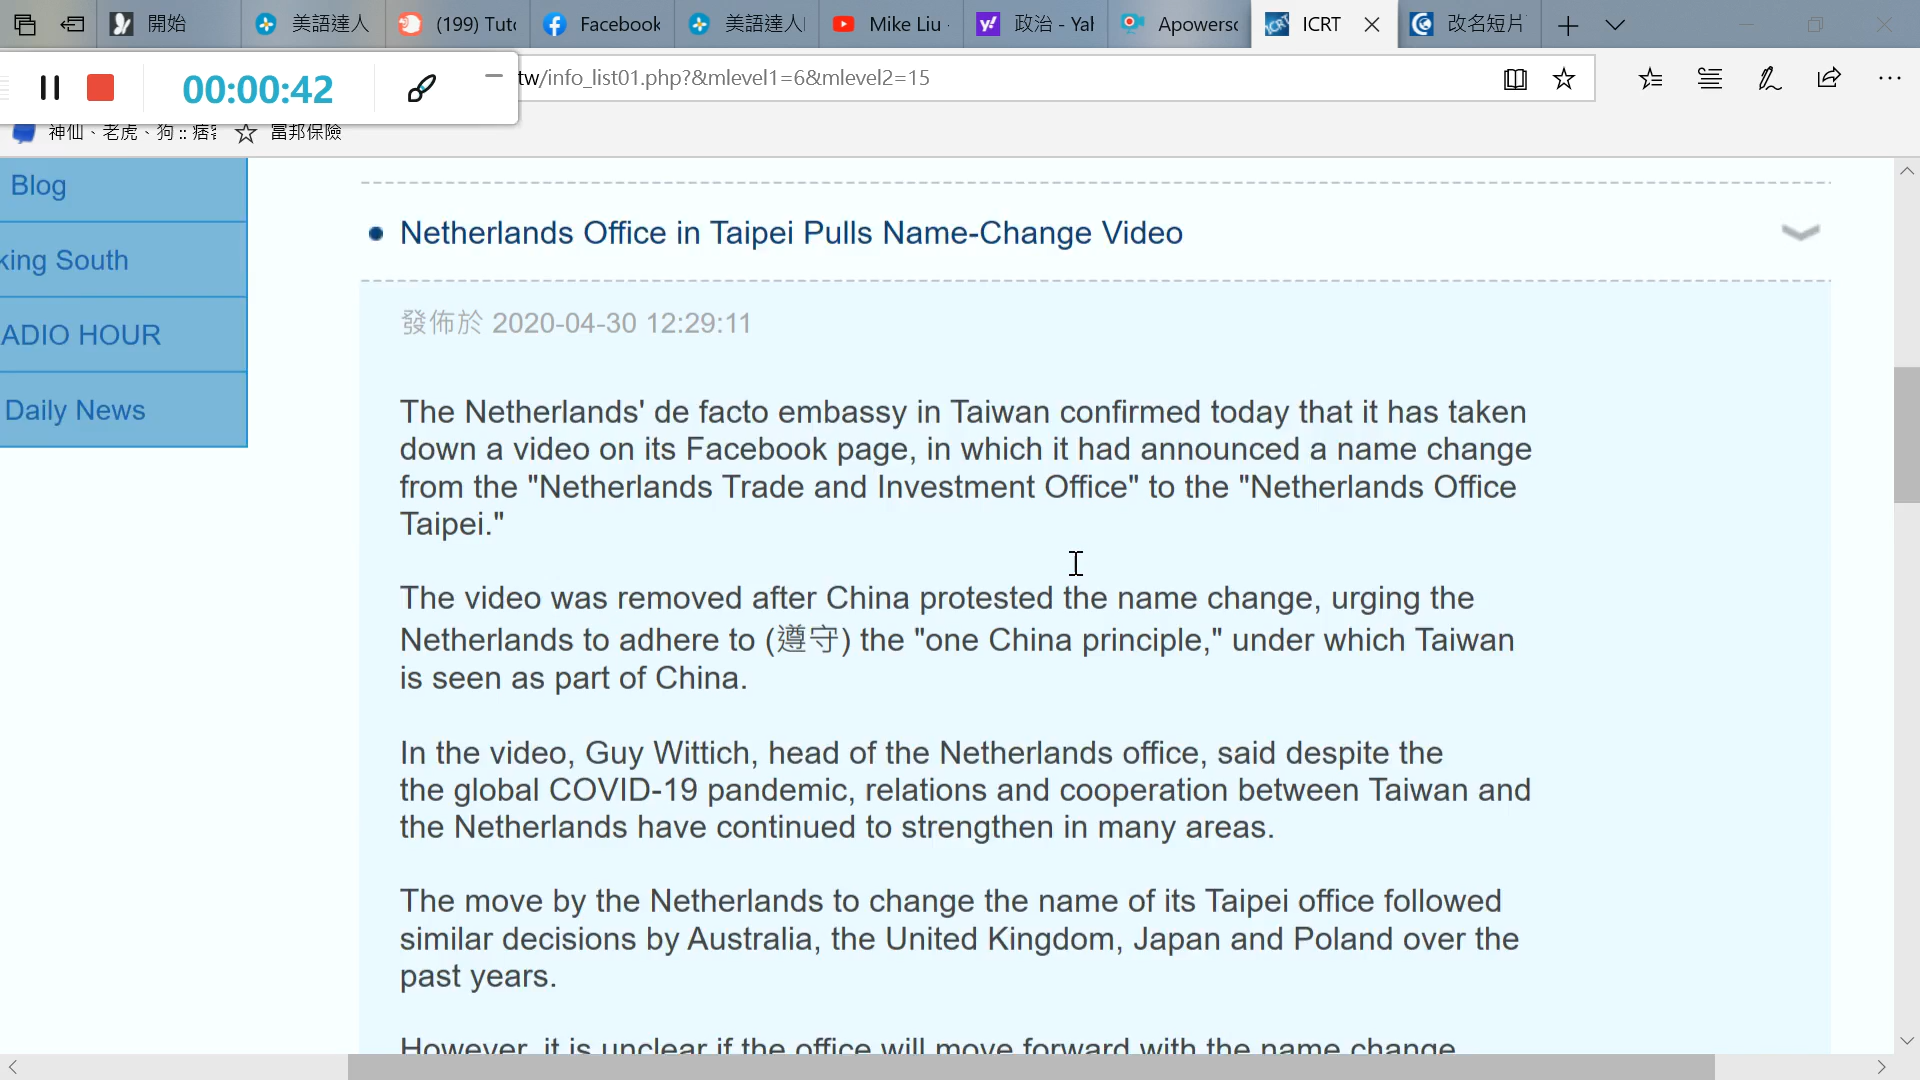 開始
美語達人
(199) Tuto
Facebook
美語達人
Mike Liu
政治 - Yah
Apowerso
ICRT
改名短片
00:00:42
tw/info_list01.php?&mlevel1=6&mlevel2=15
神仙、老虎、狗 :: 痞客
富邦保險
Blog
king South
ADIO HOUR
Daily News
Netherlands Office in Taipei Pulls Name-Change Video
發佈於 2020-04-30 12:29:11
The Netherlands' de facto embassy in Taiwan confirmed today that it has taken
down a video on its Facebook page, in which it had announced a name change
from the "Netherlands Trade and Investment Office" to the "Netherlands Office
Taipei."
The video was removed after China protested the name change, urging the
Netherlands to adhere to (遵守) the "one China principle," under which Taiwan
is seen as part of China.
In the video, Guy Wittich, head of the Netherlands office, said despite the
the global COVID-19 pandemic, relations and cooperation between Taiwan and
the Netherlands have continued to strengthen in many areas.
The move by the Netherlands to change the name of its Taipei office followed
similar decisions by Australia, the United Kingdom, Japan and Poland over the
past years.
However, it is unclear if the office will move forward with the name change